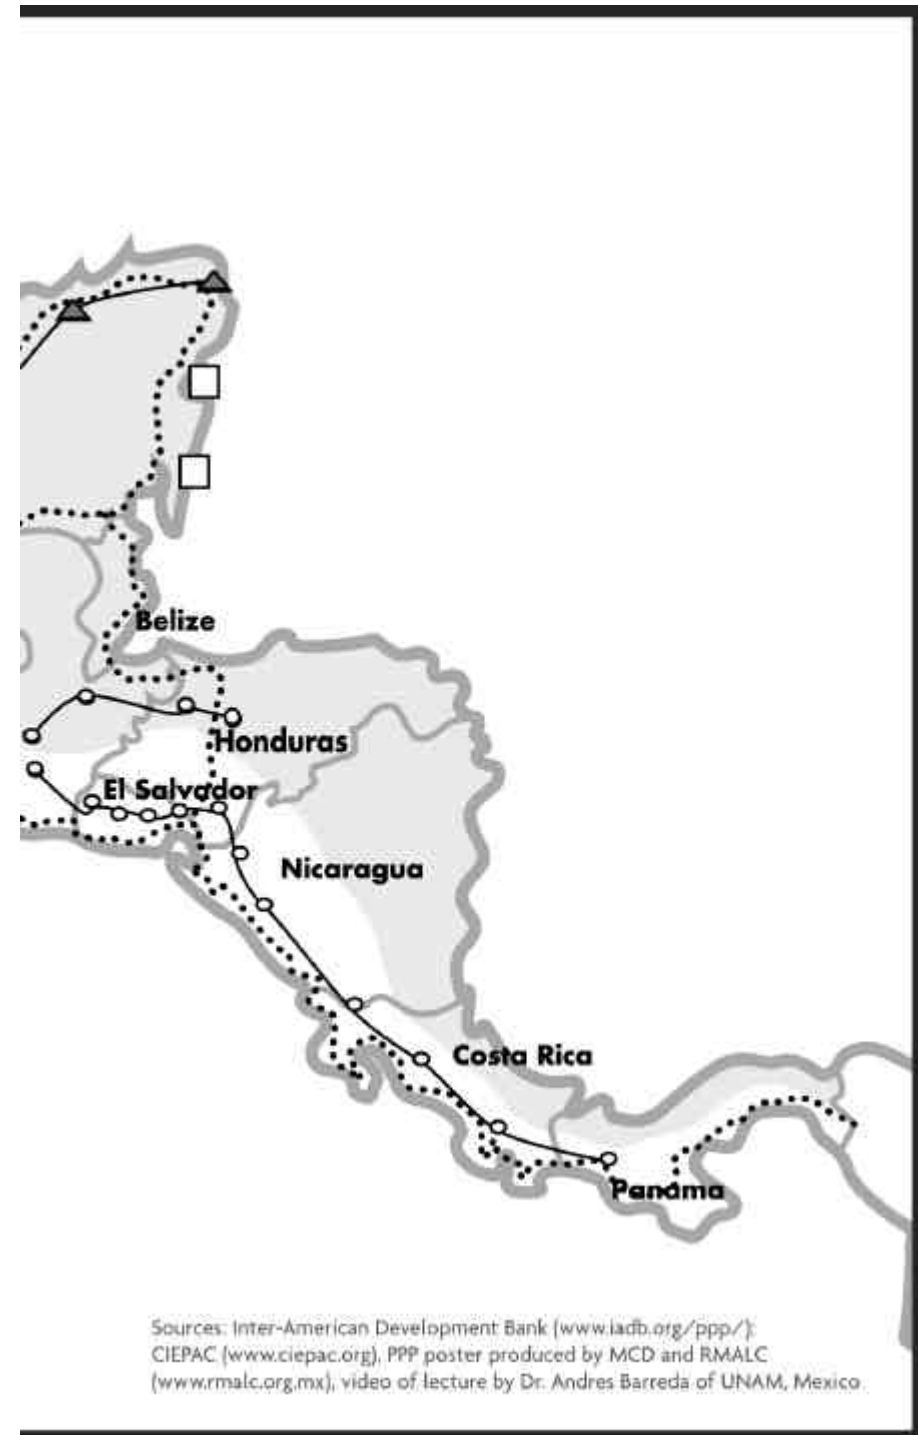 Belize
Honduras
El Salvador
Nicaragua
Costa Rica
Panama
Sources: Inter-American Development Bank (www.iadb.org/ppp/);
CIEPAC (www.ciepac.org), PPP poster produced by MCD and RMALC
(www.rmalc.org.mx), video of lecture by Dr. Andres Barreda of UNAM, Mexico